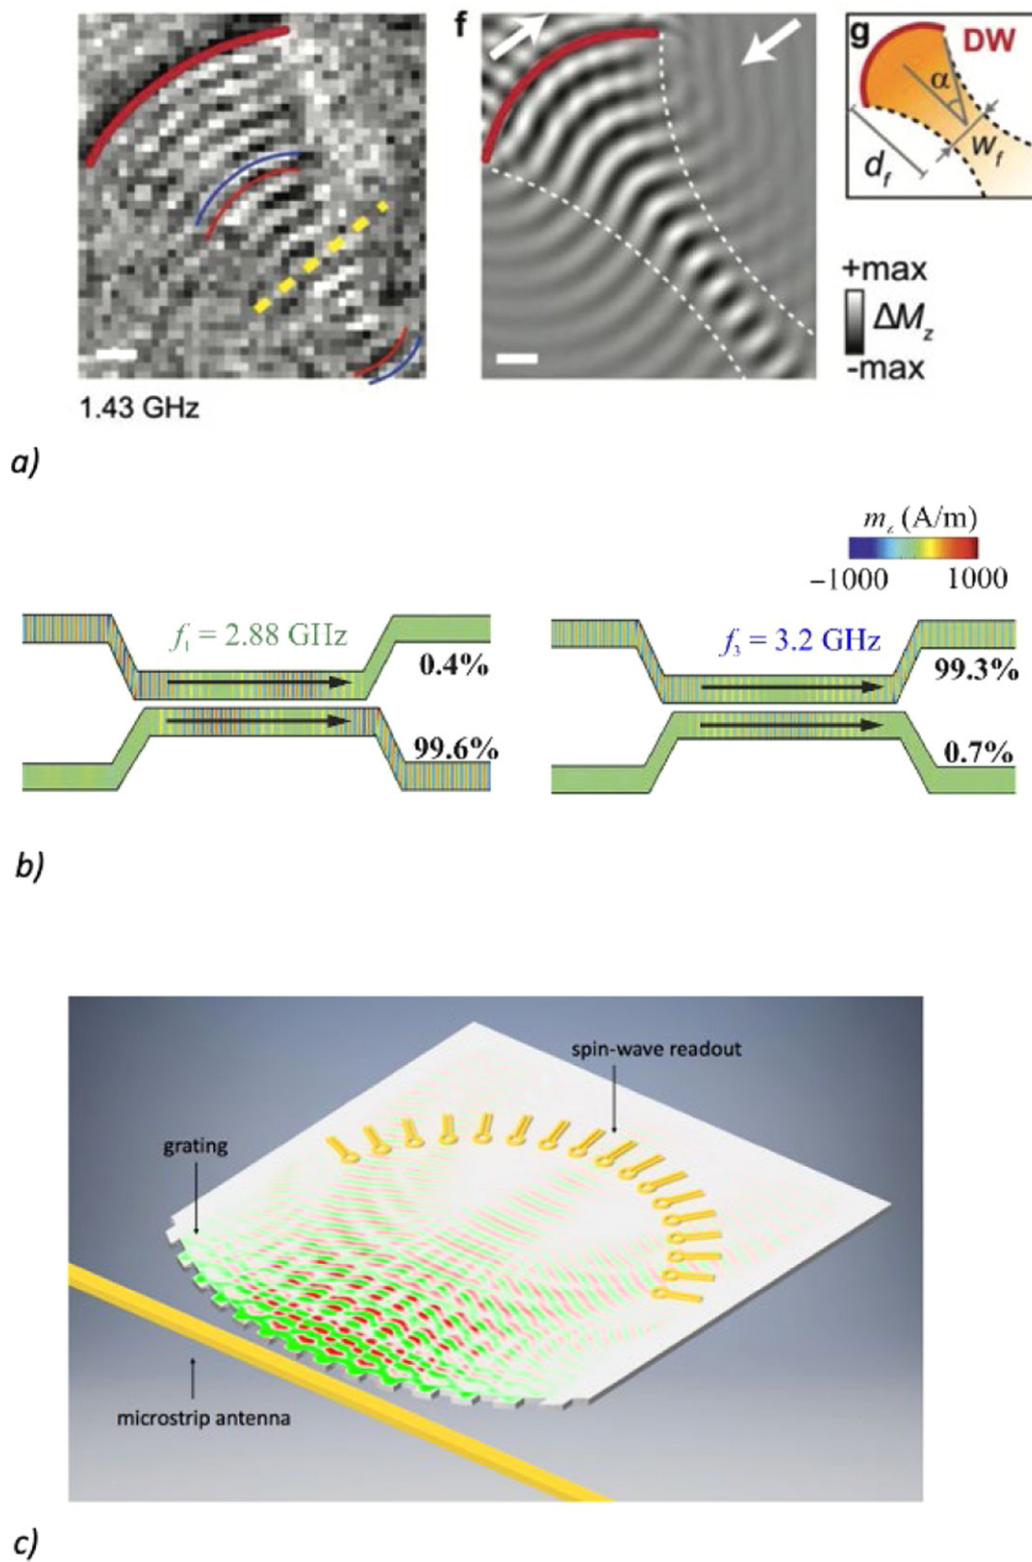 f
g
DW
α
w_f
d_f
+max
ΔM_z
-max
1.43 GHz
a)
m_z (A/m)
−1000 1000
f_1 = 2.88 GHz
0.4%
99.6%
f_3 = 3.2 GHz
99.3%
0.7%
b)
spin-wave readout
grating
microstrip antenna
c)